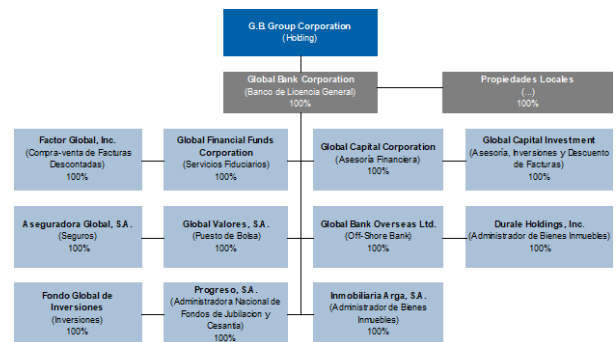 G.B. Group Corporation
(Holding)
Global Bank Corporation
(Banco de Licencia General)
100%
Propiedades Locales
(...)
100%
Factor Global, Inc.
(Compra-venta de Facturas
Descontadas)
100%
Global Financial Funds
Corporation
(Servicios Fiduciarios)
100%
Global Capital Corporation
(Asesoría Financiera)
100%
Global Capital Investment
(Asesoría, Inversiones y Descuento
de Facturas)
100%
Aseguradora Global, S.A.
(Seguros)
100%
Global Valores, S.A.
(Puesto de Bolsa)
100%
Global Bank Overseas Ltd.
(Off-Shore Bank)
100%
Durale Holdings, Inc.
(Administrador de Bienes Inmuebles)
100%
Fondo Global de
Inversiones
(Inversiones)
100%
Progreso, S.A.
(Administradora Nacional de
Fondos de Jubilacion y
Cesantia)
100%
Inmobiliaria Arga, S.A.
(Administrador de Bienes
Inmuebles)
100%